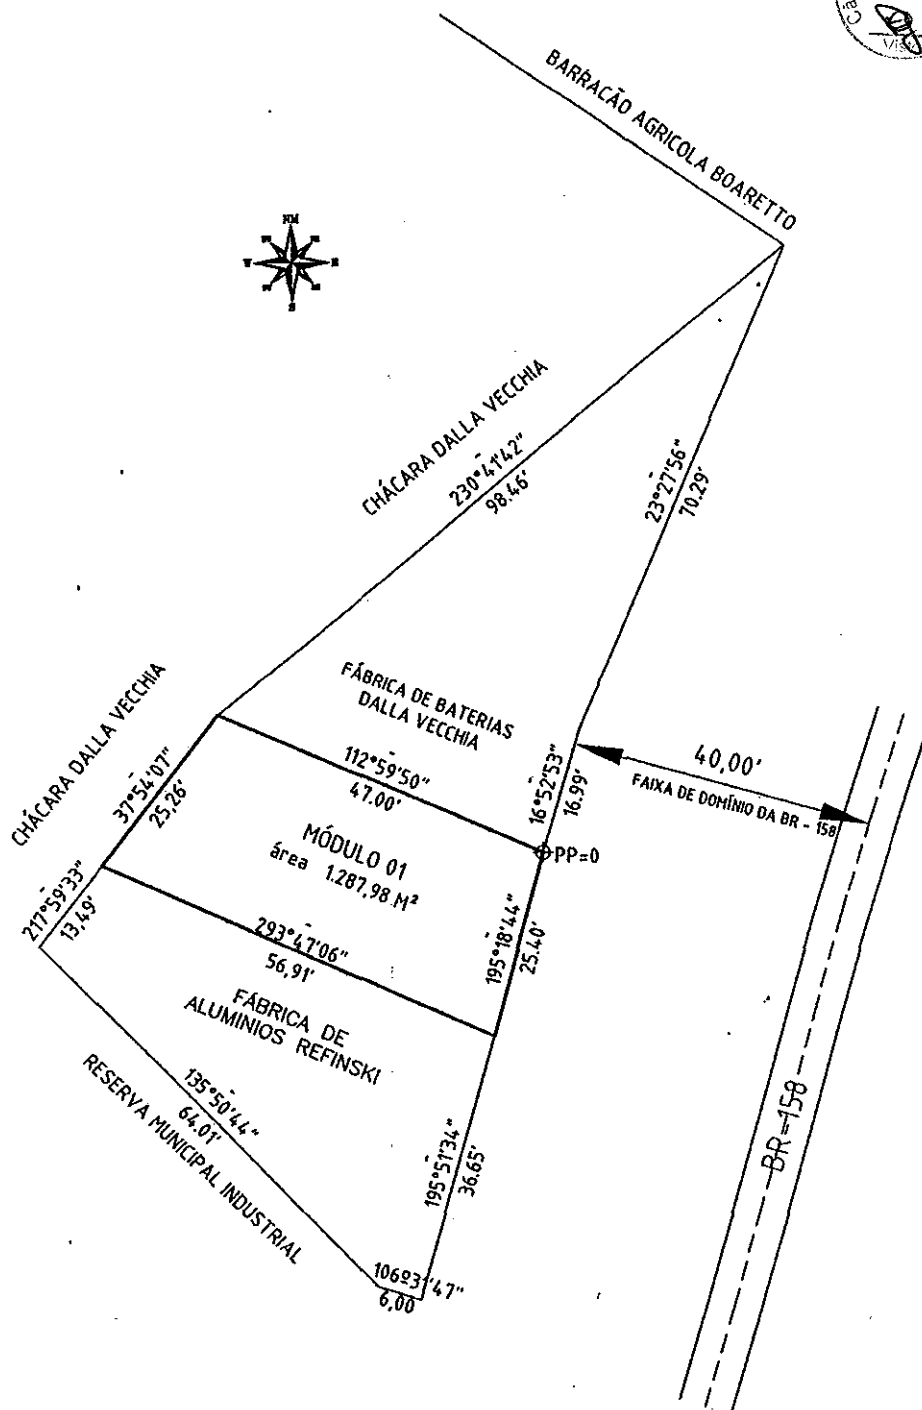 Cà
Vis
BARRACÃO AGRICOLA BOARETTO
NM
E
S
CHÁCARA DALLA VECCHIA
230°41'42"
98.46'
23°27'56"
70.29'
FÁBRICA DE BATERIAS
DALLA VECCHIA
CHÁCARA DALLA VECCHIA
37°54'07"
25,26'
112°59'50"
47.00'
16°52'53"
16.99'
40,00'
FAIXA DE DOMÍNIO DA BR - 158
MÓDULO 01
área 1.287,98 M²
PP=0
217°59'33"
13,49'
293°47'06"
56,91'
195°18'44"
25.40'
FÁBRICA DE
ALUMINIOS REFINSKI
135°50'44"
64.01'
RESERVA MUNICIPAL INDUSTRIAL
195°51'34"
36.65'
106º31'47"
6,00
BR=158